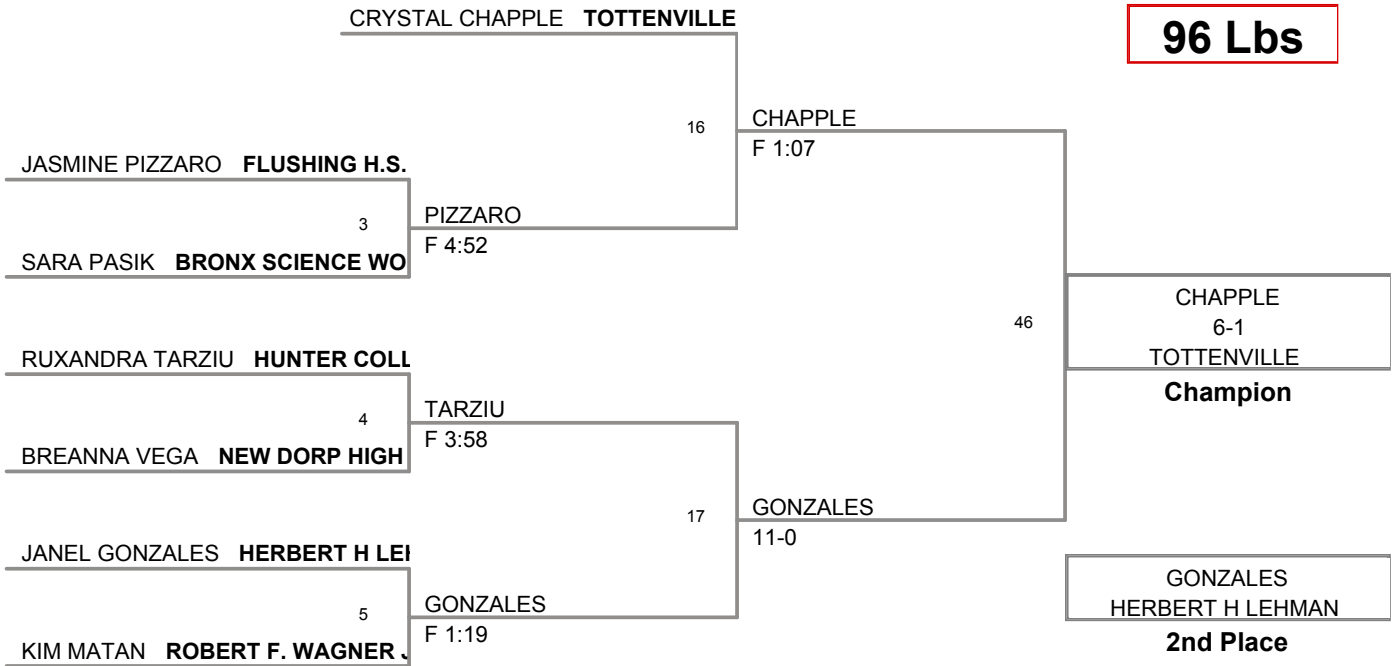 CRYSTAL CHAPPLE TOTTENVILLE
96 Lbs
16
CHAPPLE
F 1:07
JASMINE PIZZARO FLUSHING H.S.
3
PIZZARO
F 4:52
SARA PASIK BRONX SCIENCE WO
46
CHAPPLE
6-1
TOTTENVILLE
Champion
RUXANDRA TARZIU HUNTER COLL
4
TARZIU
F 3:58
BREANNA VEGA NEW DORP HIGH
17
GONZALES
11-0
JANEL GONZALES HERBERT H LEH
5
GONZALES
F 1:19
KIM MATAN ROBERT F. WAGNER J
GONZALES
HERBERT H LEHMAN
2nd Place